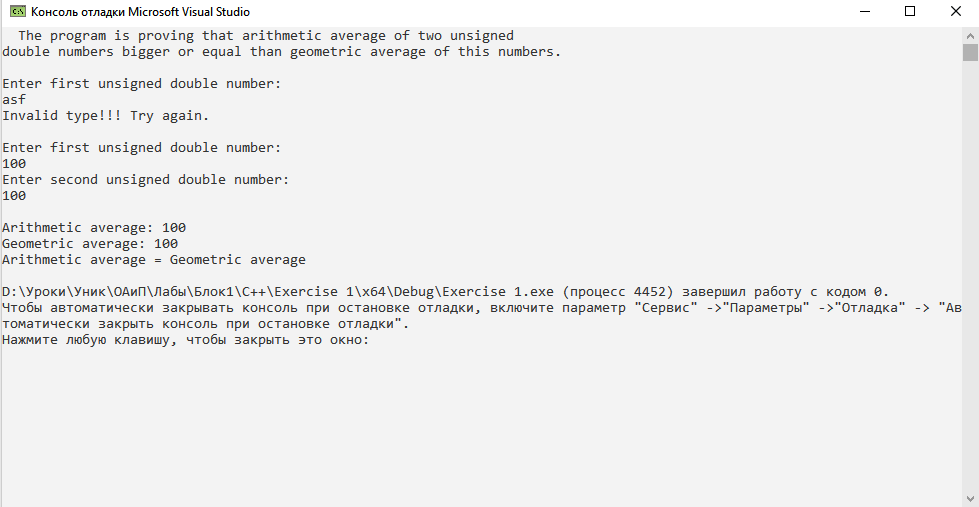 Консоль отладки Microsoft Visual Studio
The program is proving that arithmetic average of two unsigned
double numbers bigger or equal than geometric average of this numbers.
Enter first unsigned double number:
asf
Invalid type!!! Try again.
Enter first unsigned double number:
100
Enter second unsigned double number:
100
Arithmetic average: 100
Geometric average: 100
Arithmetic average = Geometric average
D:\Уроки\Уник\ОАиП\Лабы\Блок1\C++\Exercise 1\x64\Debug\Exercise 1.exe (процесс 4452) завершил работу с кодом 0.
Чтобы автоматически закрывать консоль при остановке отладки, включите параметр "Сервис" ->"Параметры" ->"Отладка" -> "Ав
томатически закрыть консоль при остановке отладки".
Нажмите любую клавишу, чтобы закрыть это окно: